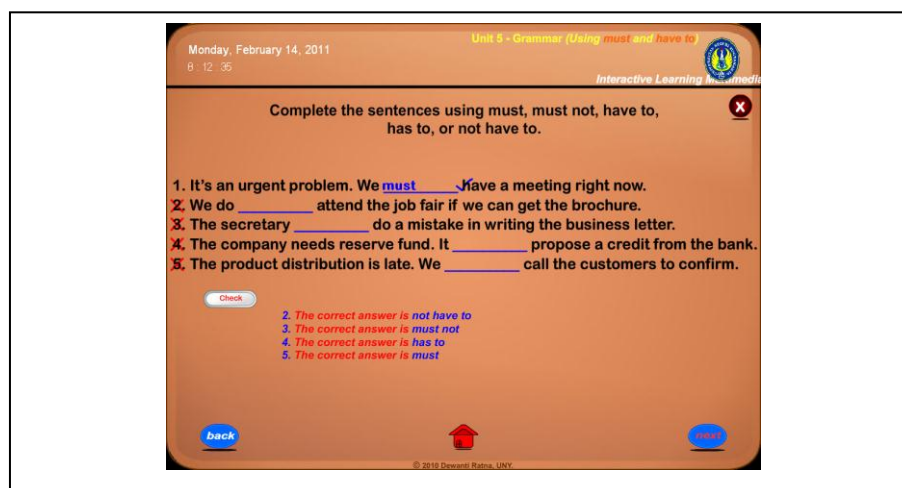 Unit 5 - Grammar (Using must and have to)
Monday, February 14, 2011
8 : 12 : 35
Interactive Learning Multimedia
X
Complete the sentences using must, must not, have to,
has to, or not have to.
1. It's an urgent problem. We must have a meeting right now.
2. We do ________ attend the job fair if we can get the brochure.
3. The secretary ________ do a mistake in writing the business letter.
4. The company needs reserve fund. It ________ propose a credit from the bank.
5. The product distribution is late. We ________ call the customers to confirm.
Check
2. The correct answer is not have to
3. The correct answer is must not
4. The correct answer is has to
5. The correct answer is must
back
next
© 2010 Dewanti Ratna, UNY.